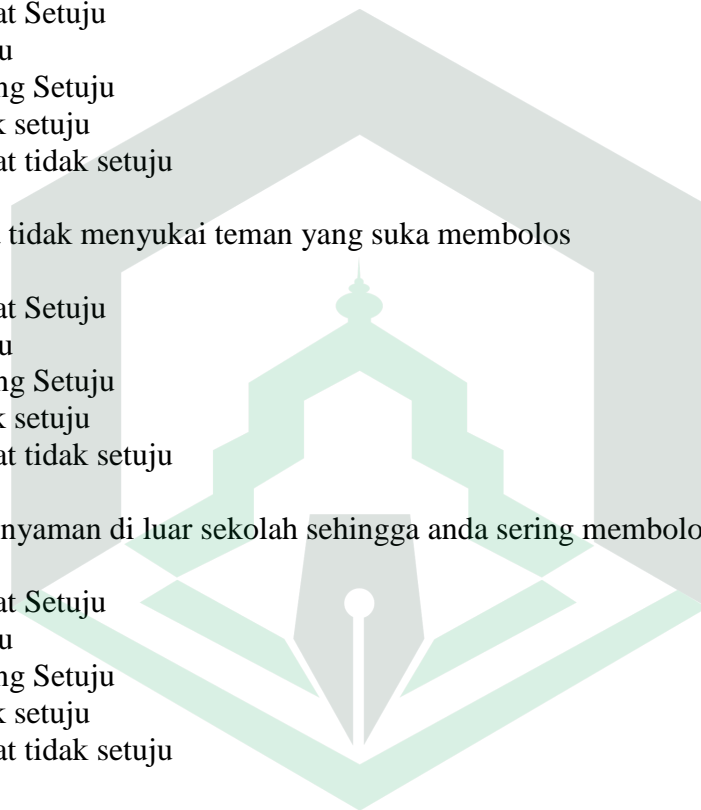 at Setuju
u
ng Setuju
k setuju
at tidak setuju
tidak menyukai teman yang suka membolos
at Setuju
u
ng Setuju
k setuju
at tidak setuju
nyaman di luar sekolah sehingga anda sering membolo
at Setuju
u
ng Setuju
k setuju
at tidak setuju